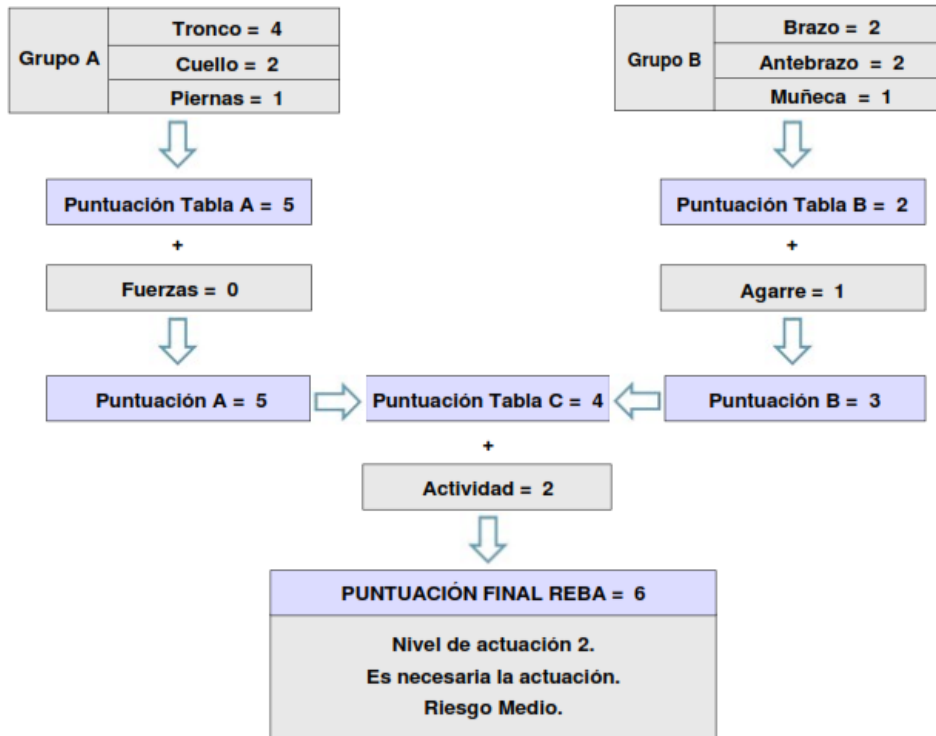 Grupo A
Tronco = 4
Cuello = 2
Piernas = 1
Grupo B
Brazo = 2
Antebrazo = 2
Muñeca = 1
Puntuación Tabla A = 5
Puntuación Tabla B = 2
+
+
Fuerzas = 0
Agarre = 1
Puntuación A = 5
Puntuación Tabla C = 4
Puntuación B = 3
+
Actividad = 2
PUNTUACIÓN FINAL REBA = 6
Nivel de actuación 2.
Es necesaria la actuación.
Riesgo Medio.